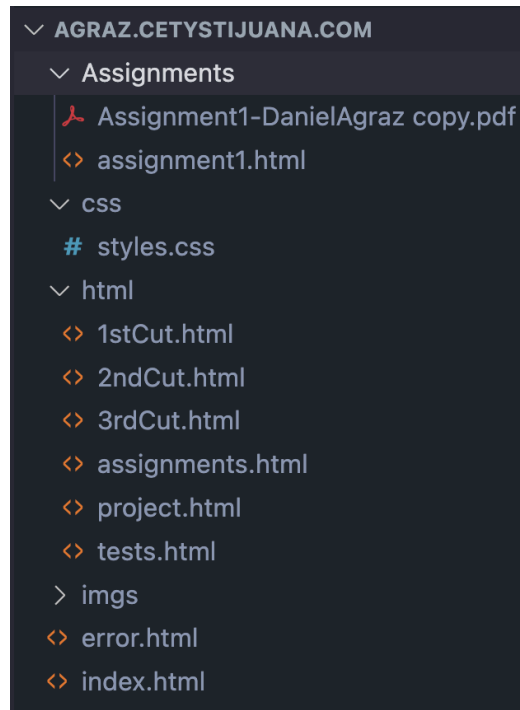 AGRAZ.CETYSTIJUANA.COM
Assignments
Assignment1-DanielAgraz copy.pdf
assignment1.html
css
styles.css
html
1stCut.html
2ndCut.html
3rdCut.html
assignments.html
project.html
tests.html
imgs
error.html
index.html